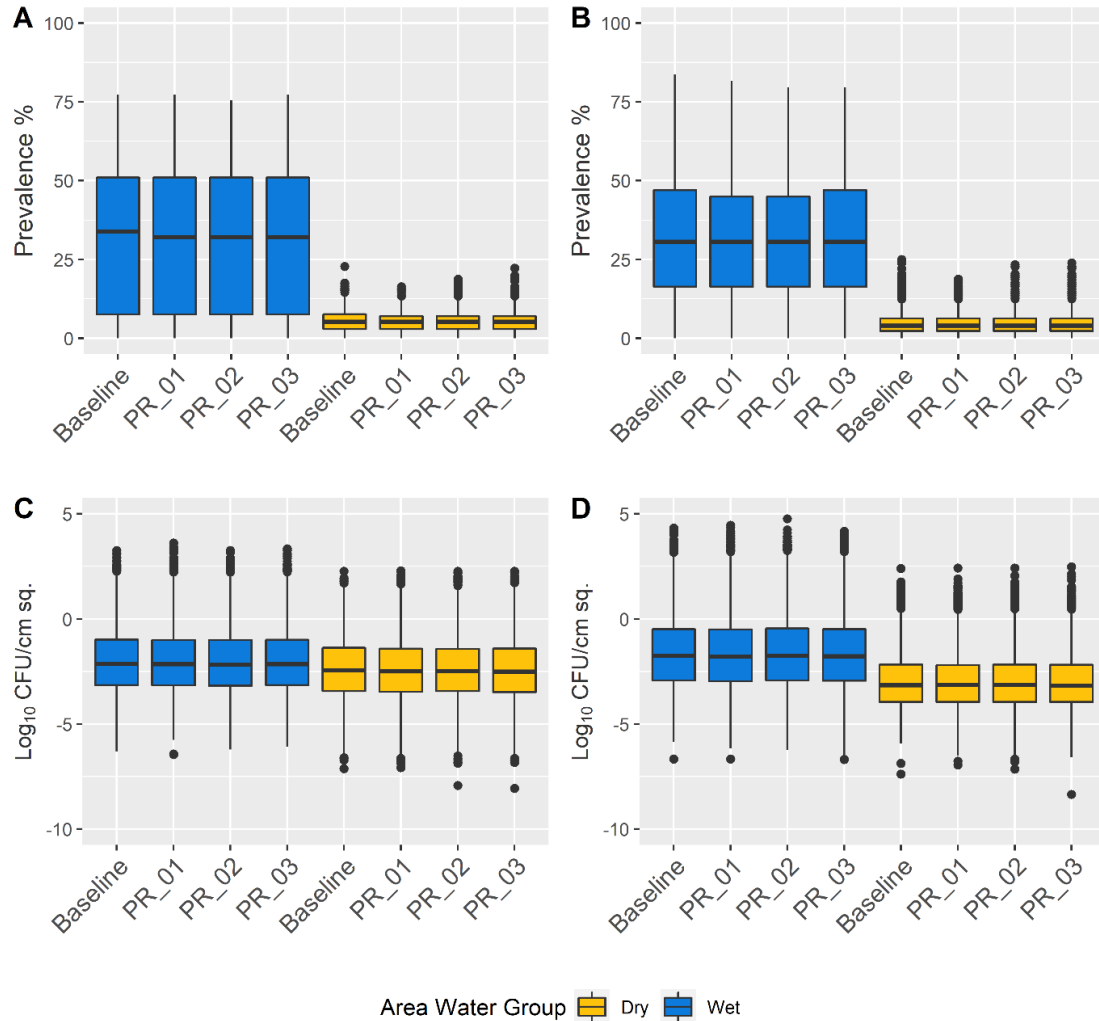 A
100
75
50
25
0
Prevalence %
Baseline PR_01 PR_02 PR_03 Baseline PR_01 PR_02 PR_03
B
100
75
50
25
0
Prevalence %
Baseline PR_01 PR_02 PR_03 Baseline PR_01 PR_02 PR_03
C
5
0
-5
-10
Log₁₀ CFU/cm sq.
Baseline PR_01 PR_02 PR_03 Baseline PR_01 PR_02 PR_03
D
5
0
-5
-10
Log₁₀ CFU/cm sq.
Baseline PR_01 PR_02 PR_03 Baseline PR_01 PR_02 PR_03
Area Water Group Dry Wet